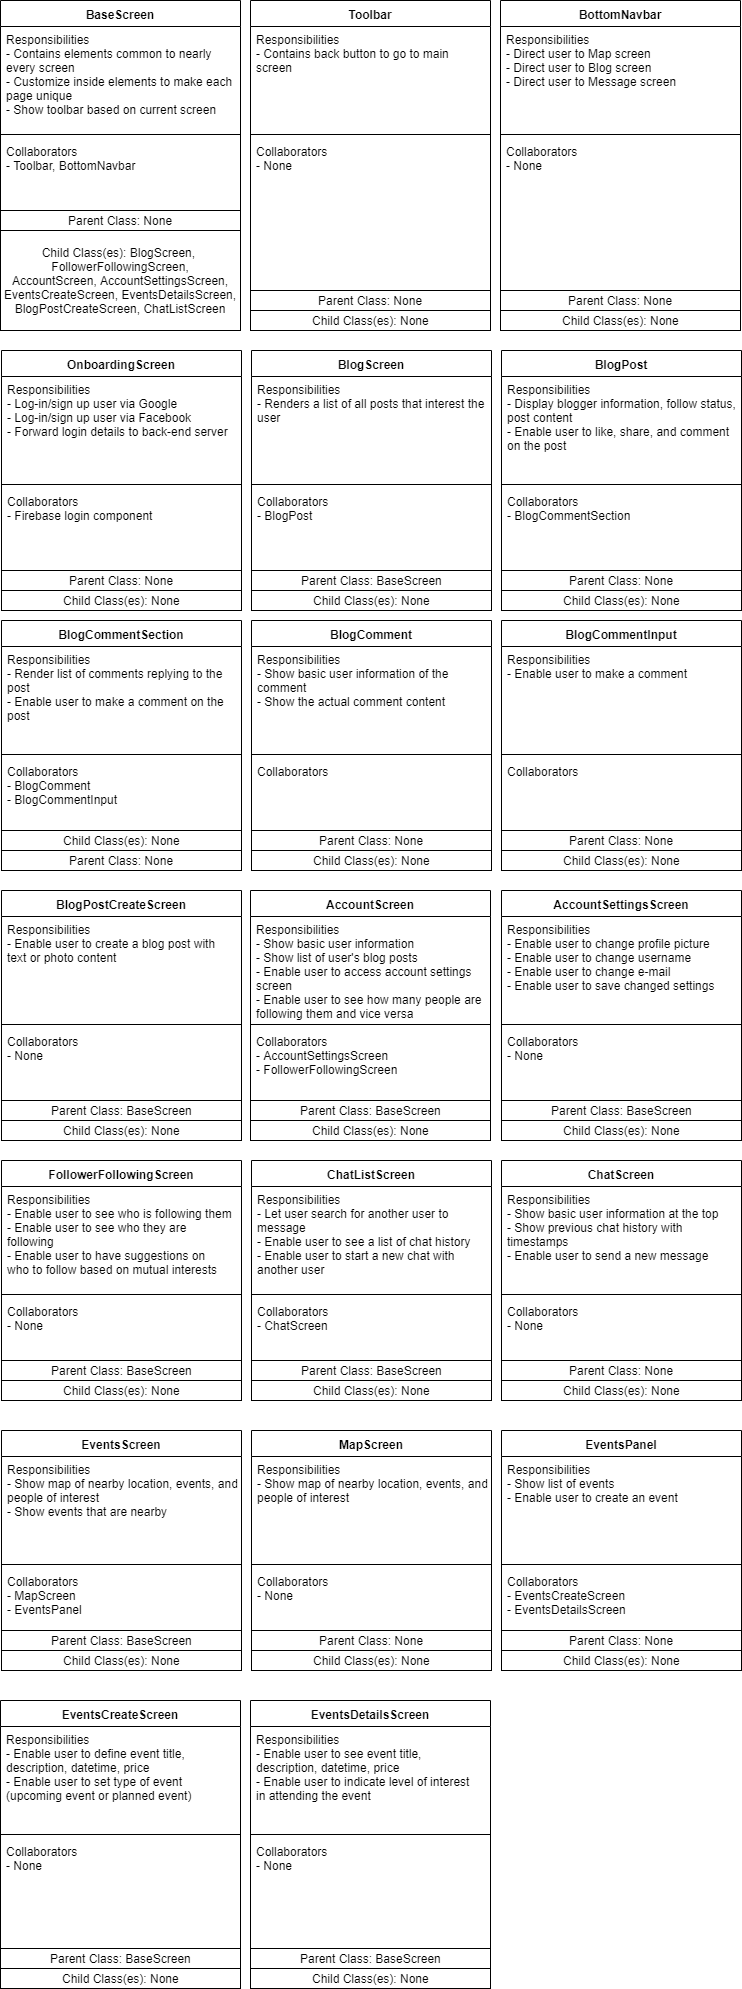 BaseScreen
Responsibilities
- Contains elements common to nearly
every screen
- Customize inside elements to make each
page unique
- Show toolbar based on current screen
Collaborators
- Toolbar, BottomNavbar
Parent Class: None
Child Class(es): BlogScreen,
FollowerFollowingScreen,
AccountScreen, AccountSettingsScreen,
EventsCreateScreen, EventsDetailsScreen,
BlogPostCreateScreen, ChatListScreen
Toolbar
Responsibilities
- Contains back button to go to main
screen
Collaborators
- None
Parent Class: None
Child Class(es): None
BottomNavbar
Responsibilities
- Direct user to Map screen
- Direct user to Blog screen
- Direct user to Message screen
Collaborators
- None
Parent Class: None
Child Class(es): None
OnboardingScreen
Responsibilities
- Log-in/sign up user via Google
- Log-in/sign up user via Facebook
- Forward login details to back-end server
Collaborators
- Firebase login component
Parent Class: None
Child Class(es): None
BlogScreen
Responsibilities
- Renders a list of all posts that interest the
user
Collaborators
- BlogPost
Parent Class: BaseScreen
Child Class(es): None
BlogPost
Responsibilities
- Display blogger information, follow status,
post content
- Enable user to like, share, and comment
on the post
Collaborators
- BlogCommentSection
Parent Class: None
Child Class(es): None
BlogCommentSection
Responsibilities
- Render list of comments replying to the
post
- Enable user to make a comment on the
post
Collaborators
- BlogComment
- BlogCommentInput
Child Class(es): None
Parent Class: None
BlogComment
Responsibilities
- Show basic user information of the
comment
- Show the actual comment content
Collaborators
Parent Class: None
Child Class(es): None
BlogCommentInput
Responsibilities
- Enable user to make a comment
Collaborators
Parent Class: None
Child Class(es): None
BlogPostCreateScreen
Responsibilities
- Enable user to create a blog post with
text or photo content
Collaborators
- None
Parent Class: BaseScreen
Child Class(es): None
AccountScreen
Responsibilities
- Show basic user information
- Show list of user's blog posts
- Enable user to access account settings
screen
- Enable user to see how many people are
following them and vice versa
Collaborators
- AccountSettingsScreen
- FollowerFollowingScreen
Parent Class: BaseScreen
Child Class(es): None
AccountSettingsScreen
Responsibilities
- Enable user to change profile picture
- Enable user to change username
- Enable user to change e-mail
- Enable user to save changed settings
Collaborators
- None
Parent Class: BaseScreen
Child Class(es): None
FollowerFollowingScreen
Responsibilities
- Enable user to see who is following them
- Enable user to see who they are
following
- Enable user to have suggestions on
who to follow based on mutual interests
Collaborators
- None
Parent Class: BaseScreen
Child Class(es): None
ChatListScreen
Responsibilities
- Let user search for another user to
message
- Enable user to see a list of chat history
- Enable user to start a new chat with
another user
Collaborators
- ChatScreen
Parent Class: BaseScreen
Child Class(es): None
ChatScreen
Responsibilities
- Show basic user information at the top
- Show previous chat history with
timestamps
- Enable user to send a new message
Collaborators
- None
Parent Class: None
Child Class(es): None
EventsScreen
Responsibilities
- Show map of nearby location, events, and
people of interest
- Show events that are nearby
Collaborators
- MapScreen
- EventsPanel
Parent Class: BaseScreen
Child Class(es): None
MapScreen
Responsibilities
- Show map of nearby location, events, and
people of interest
Collaborators
- None
Parent Class: None
Child Class(es): None
EventsPanel
Responsibilities
- Show list of events
- Enable user to create an event
Collaborators
- EventsCreateScreen
- EventsDetailsScreen
Parent Class: None
Child Class(es): None
EventsCreateScreen
Responsibilities
- Enable user to define event title,
description, datetime, price
- Enable user to set type of event
(upcoming event or planned event)
Collaborators
- None
Parent Class: BaseScreen
Child Class(es): None
EventsDetailsScreen
Responsibilities
- Enable user to see event title,
description, datetime, price
- Enable user to indicate level of interest
in attending the event
Collaborators
- None
Parent Class: BaseScreen
Child Class(es): None